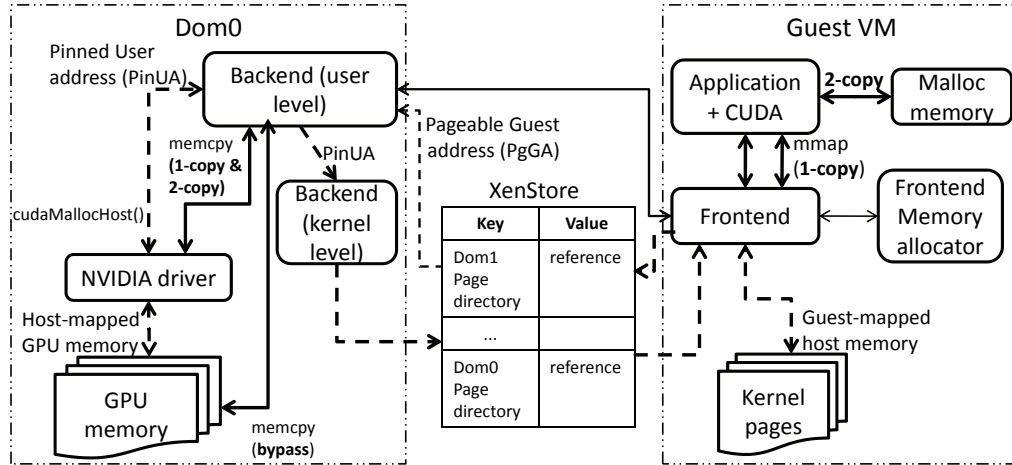 Dom0
Pinned User
address (PinUA)
Backend (user
level)
memcpy
(1-copy &
2-copy)
PinUA
cudaMallocHost()
Backend
(kernel
level)
NVIDIA driver
Host-mapped
GPU memory
GPU
memory
memcpy
(bypass)
Pageable Guest
address (PgGA)
XenStore
Key Value
Dom1 reference
Page
directory
...
Dom0 reference
Page
directory
Guest VM
Application
+ CUDA
2-copy
Malloc
memory
mmap
(1-copy)
Frontend
Frontend
Memory
allocator
Guest-mapped
host memory
Kernel
pages